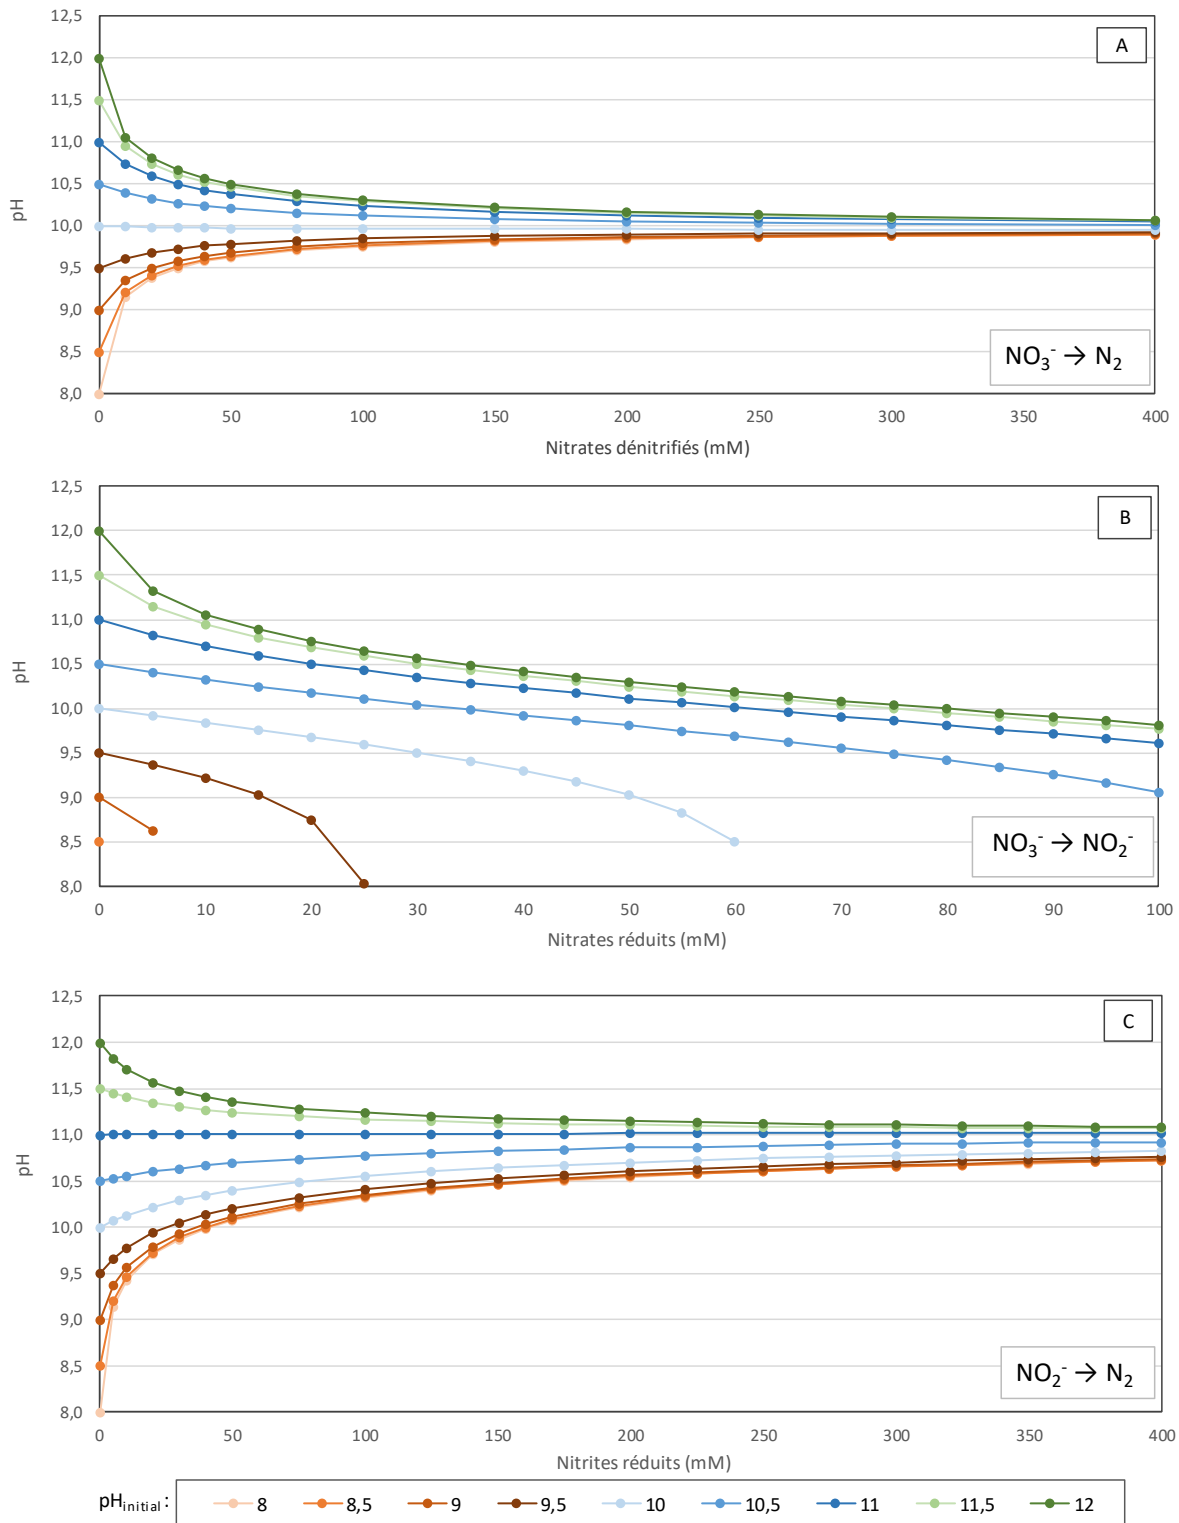 12,5
12,0
11,5
11,0
10,5
10,0
9,5
9,0
8,5
8,0
pH
A
NO₃⁻ → N₂
0 50 100 150 200 250 300 350 400
Nitrates dénitrifiés (mM)
12,5
12,0
11,5
11,0
10,5
10,0
9,5
9,0
8,5
8,0
pH
B
NO₃⁻ → NO₂⁻
0 10 20 30 40 50 60 70 80 90 100
Nitrates réduits (mM)
12,5
12,0
11,5
11,0
10,5
10,0
9,5
9,0
8,5
8,0
pH
C
NO₂⁻ → N₂
0 50 100 150 200 250 300 350 400
Nitrites réduits (mM)
pHinitial : 8 8,5 9 9,5 10 10,5 11 11,5 12